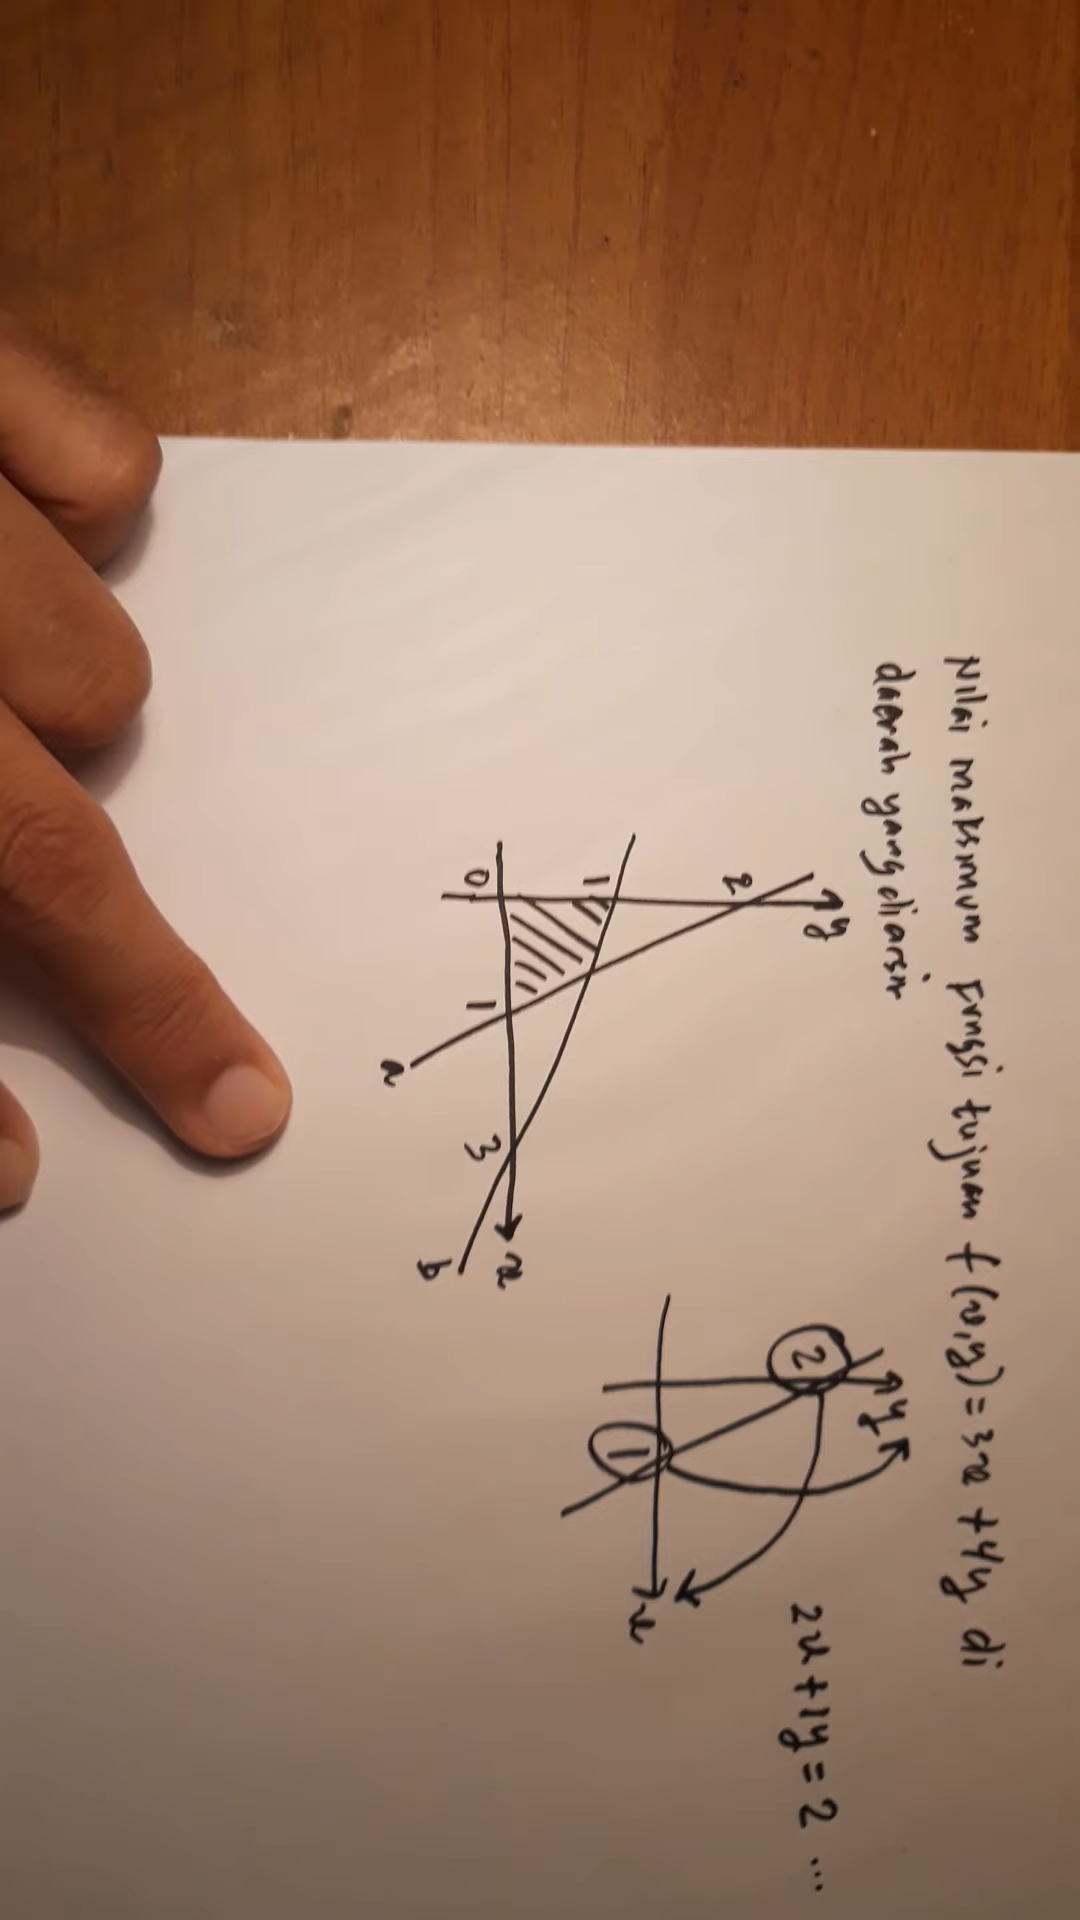 Nilai maksimum Fungsi tujuan f(x,y) = 3x + 4y di
daerah yang diarsir
y
2
1
0
1
3
x
a
b
y
2
1
x
2x + 1y = 2 ...